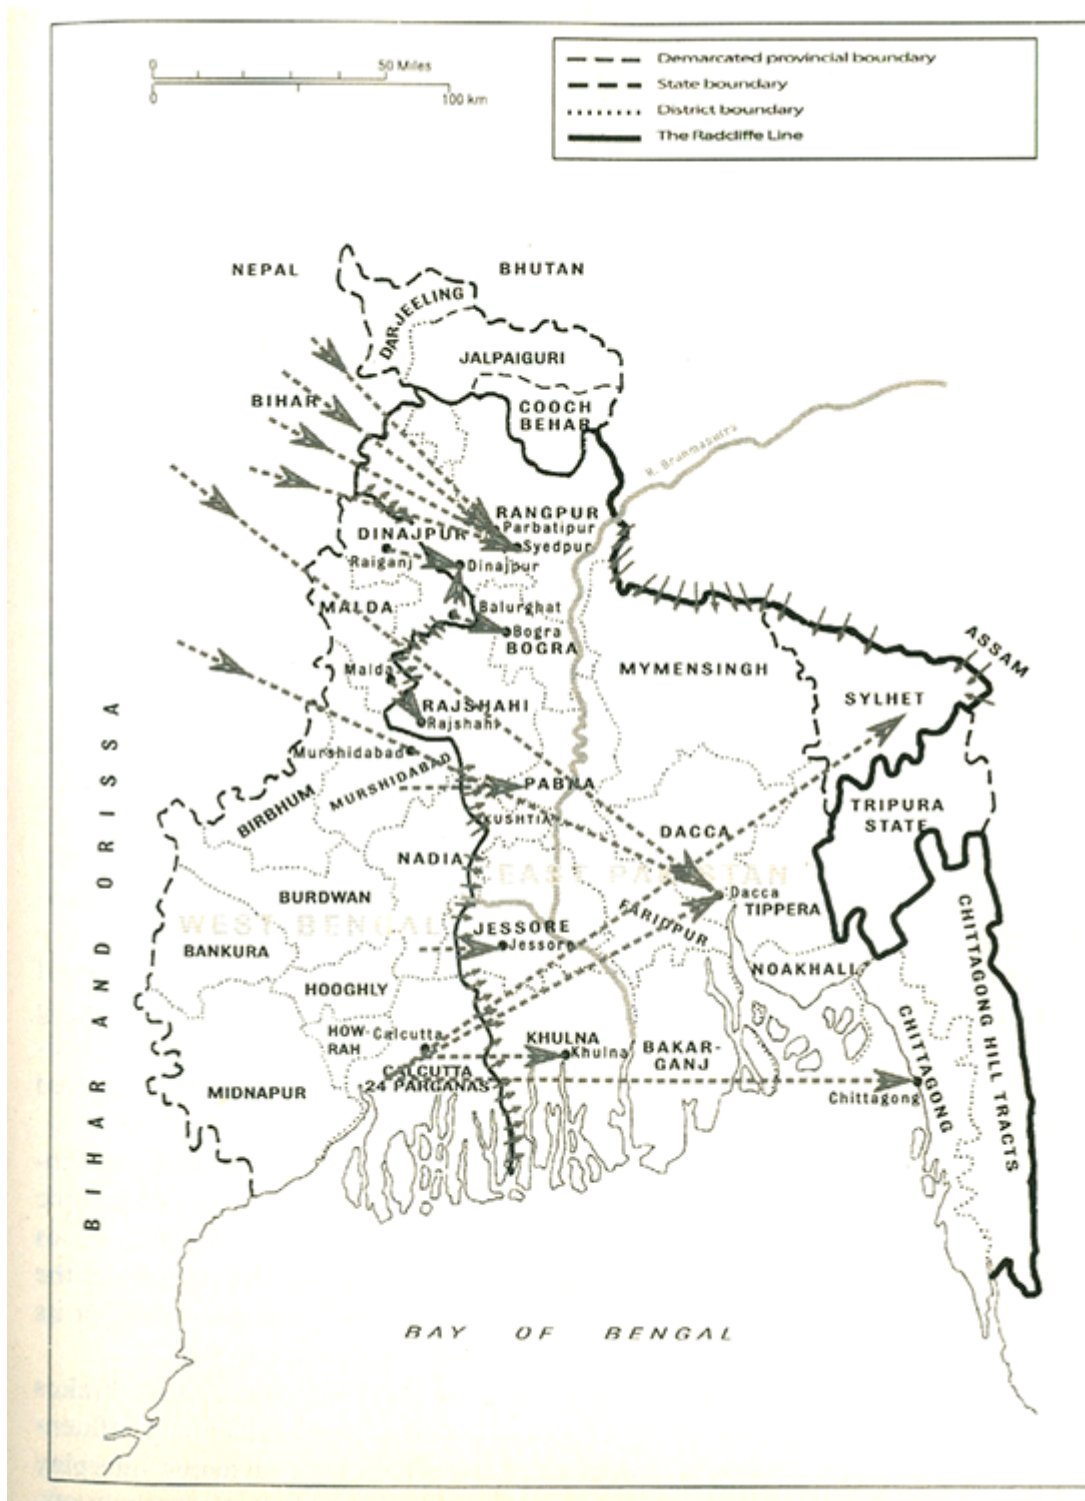 0 50 Miles
0 100 km
Demarcated provincial boundary
State boundary
District boundary
The Radcliffe Line
NEPAL
BHUTAN
DARJEELING
JALPAIGURI
BIHAR
COOCH
BEHAR
R. Brahmaputra
RANGPUR
Parbatipur
DINAJPUR
Syedpur
Raiganj
Dinajpur
MALDA
Balurghat
Bogra
BOGRA
ASSAM
MYMENSINGH
Malda
SYLHET
RAJSHAHI
Rajshahi
Murshidabad
MURSHIDABAD
PABNA
BIRBHUM
KUSHTIA
TRIPURA
STATE
DACCA
NADIA
EAST PAKISTAN
BURDWAN
Dacca
TIPPERA
WEST BENGAL
FARIDPUR
JESSORE
Jessore
BANKURA
NOAKHALI
HOOGHLY
CHITTAGONG HILL TRACTS
HOW-
RAH
Calcutta
KHULNA
Khulna
BAKAR-
GANJ
CHITTAGONG
CALCUTTA
24 PARGANAS
MIDNAPUR
Chittagong
BIHAR AND ORISSA
BAY OF BENGAL